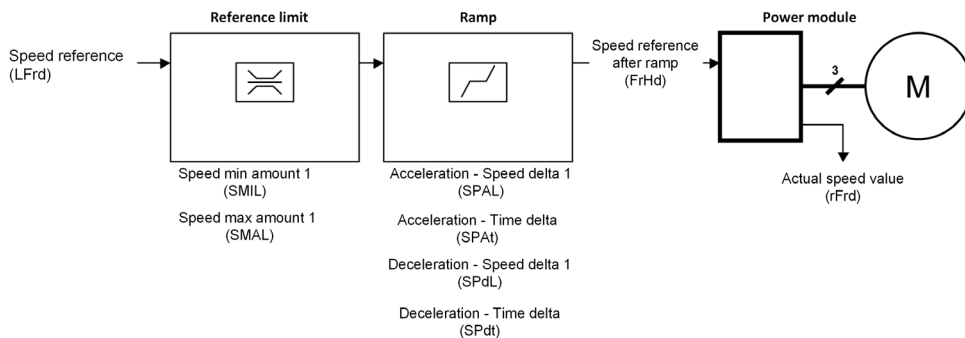 Reference limit
Ramp
Power module
Speed reference
(LFrd)
Speed reference
after ramp
(FrHd)
3
M
Speed min amount 1
(SMIL)
Speed max amount 1
(SMAL)
Acceleration - Speed delta 1
(SPAL)
Acceleration - Time delta
(SPAt)
Deceleration - Speed delta 1
(SPdL)
Deceleration - Time delta
(SPdt)
Actual speed value
(rFrd)